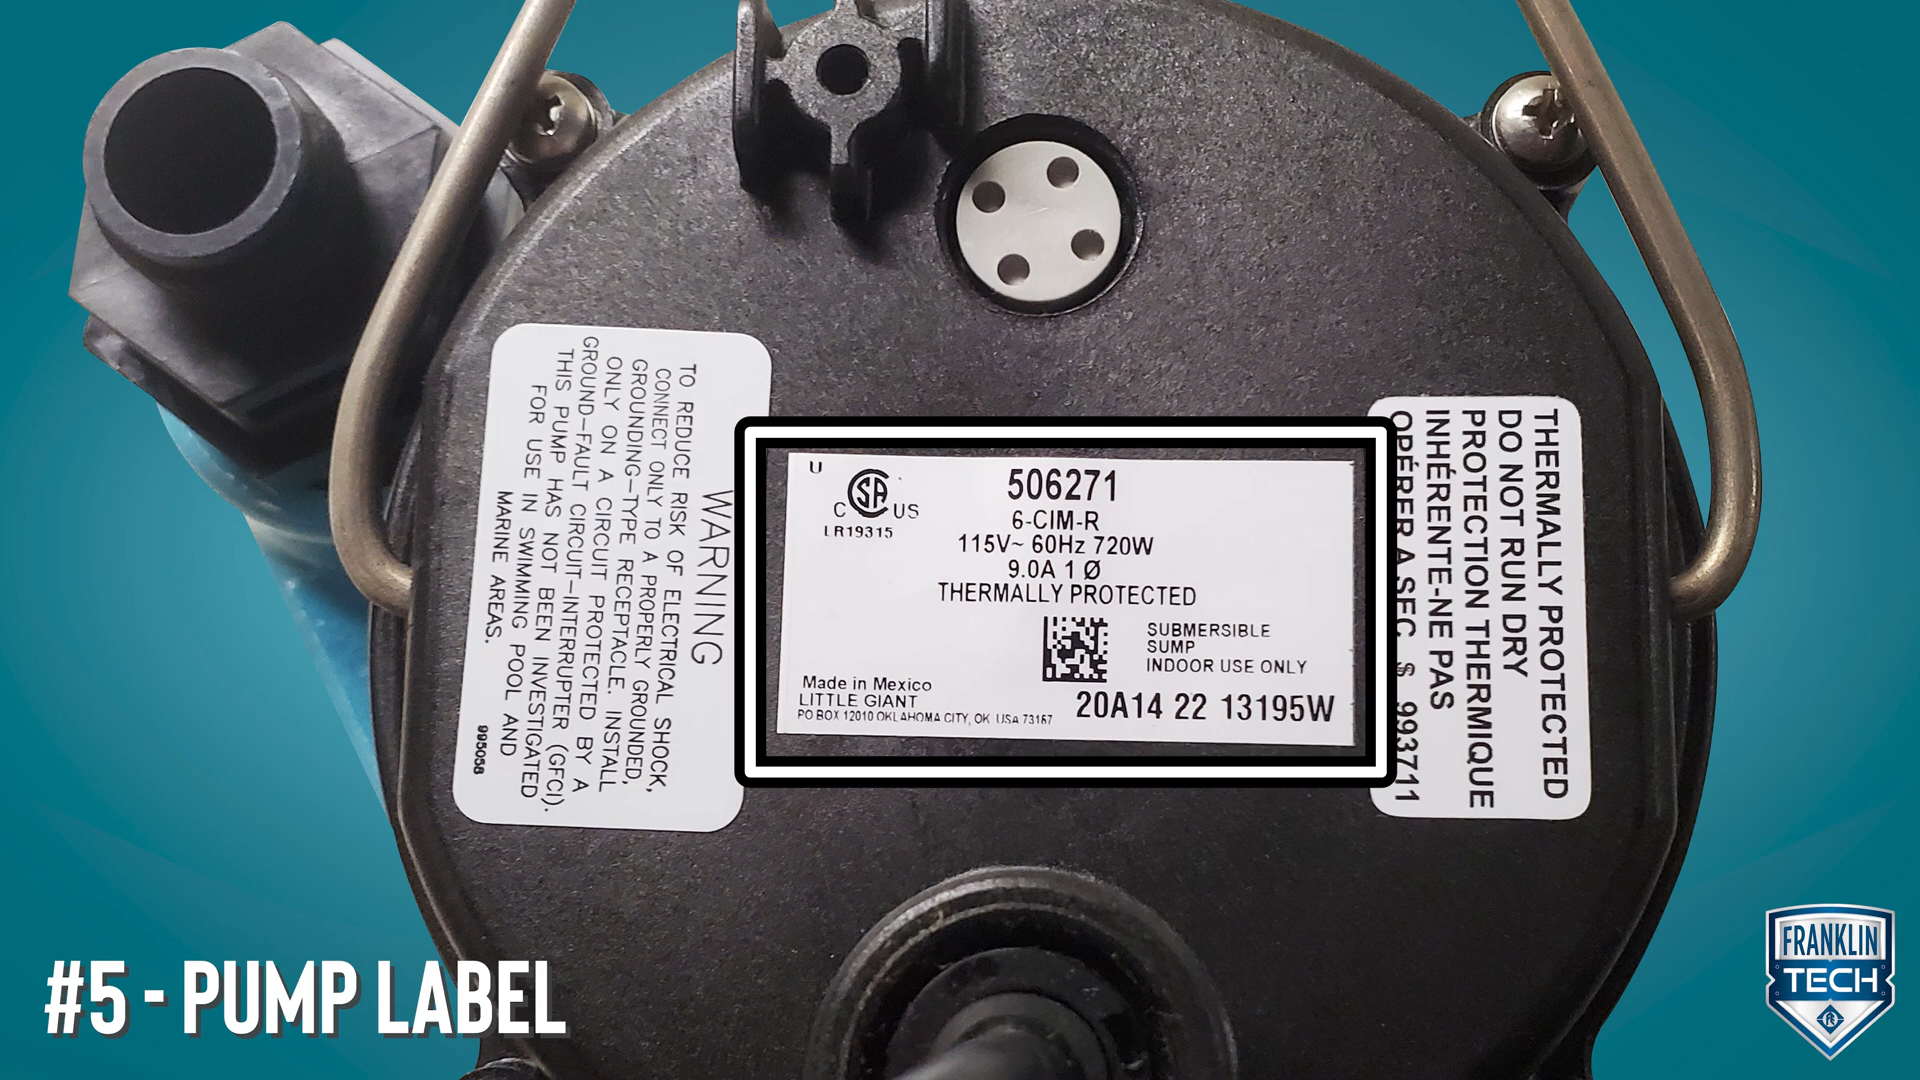 TO REDUCE RISK OF ELECTRICAL SHOCK,
CONNECT ONLY TO A PROPERLY GROUNDED,
GROUNDING-TYPE RECEPTACLE. INSTALL
ONLY ON A CIRCUIT PROTECTED BY A
GROUND-FAULT CIRCUIT-INTERRUPTER (GFCI).
THIS PUMP HAS NOT BEEN INVESTIGATED
FOR USE IN SWIMMING POOL AND
MARINE AREAS.
WARNING
995058
U
CSA
C US
LR19315
506271
6-CIM-R
115V~ 60Hz 720W
9.0A 1 Ø
THERMALLY PROTECTED
SUBMERSIBLE
SUMP
INDOOR USE ONLY
Made in Mexico
LITTLE GIANT
PO BOX 12010 OKLAHOMA CITY, OK USA 73157
20A14 22 13195W
THERMALLY PROTECTED
DO NOT RUN DRY
PROTECTION THERMIQUE
INHÉRENTE-NE PAS
OPÉRER A SEC 993711
#5 - PUMP LABEL
FRANKLIN
TECH